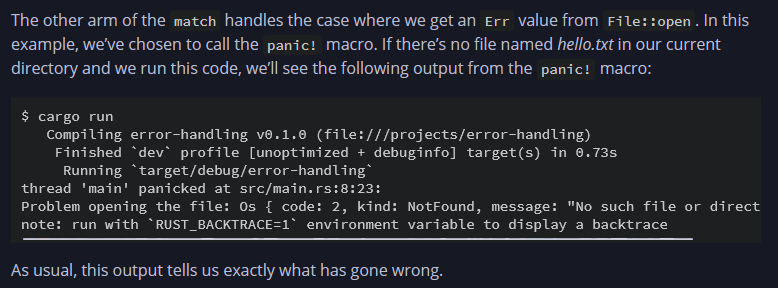 The other arm of the match handles the case where we get an Err value from File::open. In this
example, we’ve chosen to call the panic! macro. If there’s no file named hello.txt in our current
directory and we run this code, we’ll see the following output from the panic! macro:
$ cargo run
   Compiling error-handling v0.1.0 (file:///projects/error-handling)
    Finished `dev` profile [unoptimized + debuginfo] target(s) in 0.73s
     Running `target/debug/error-handling`
thread 'main' panicked at src/main.rs:8:23:
Problem opening the file: Os { code: 2, kind: NotFound, message: "No such file or direct
note: run with `RUST_BACKTRACE=1` environment variable to display a backtrace
As usual, this output tells us exactly what has gone wrong.